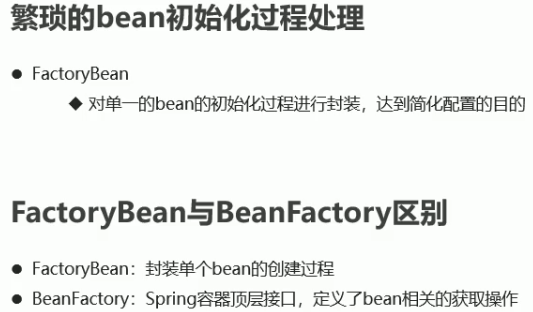 繁琐的bean初始化过程处理
● FactoryBean
◆ 对单一的bean的初始化过程进行封装，达到简化配置的目的
FactoryBean与BeanFactory区别
● FactoryBean：封装单个bean的创建过程
● BeanFactory：Spring容器顶层接口，定义了bean相关的获取操作